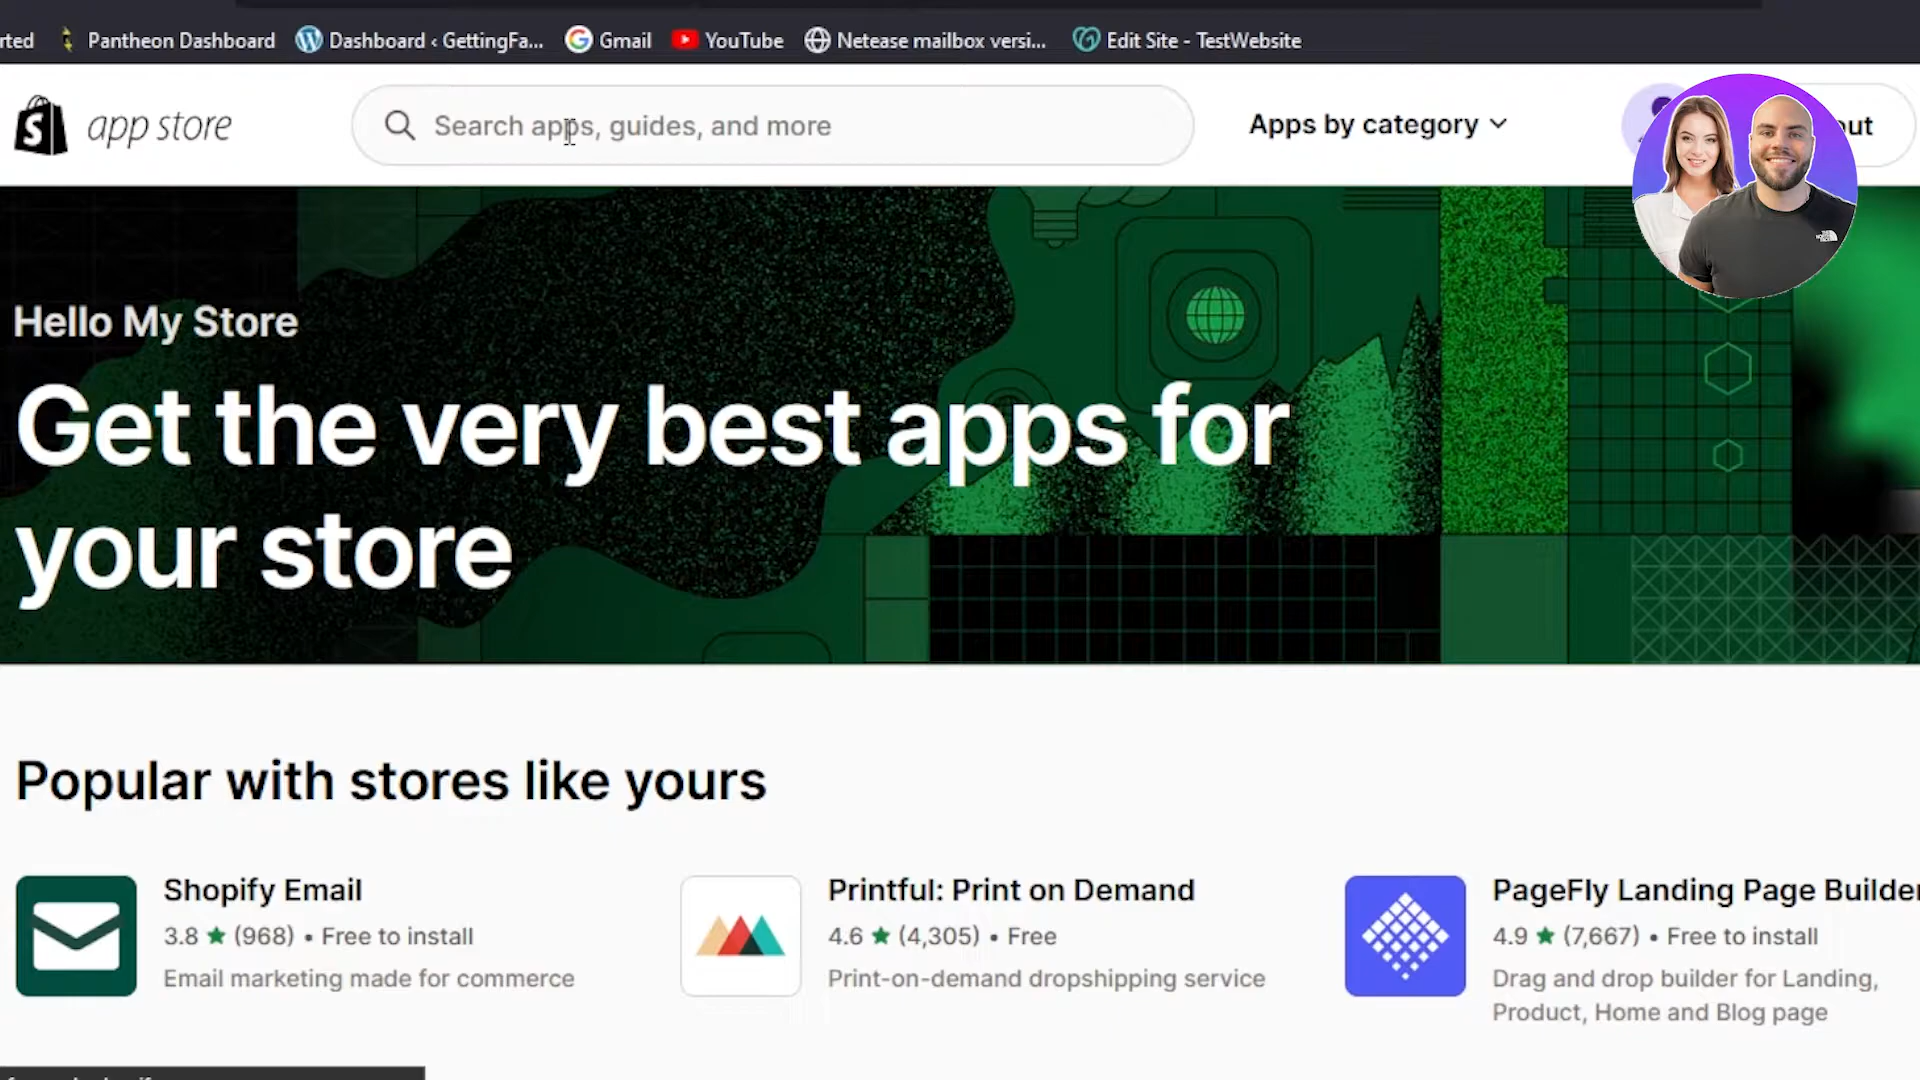 rted Pantheon Dashboard Dashboard ‹ GettingFa... Gmail YouTube Netease mailbox versi... Edit Site - TestWebsite
app store Search apps, guides, and more Apps by category out
Hello My Store
Get the very best apps for
your store
Popular with stores like yours
Shopify Email
3.8 ★ (968) • Free to install
Email marketing made for commerce
Printful: Print on Demand
4.6 ★ (4,305) • Free
Print-on-demand dropshipping service
PageFly Landing Page Builder
4.9 ★ (7,667) • Free to install
Drag and drop builder for Landing,
Product, Home and Blog page